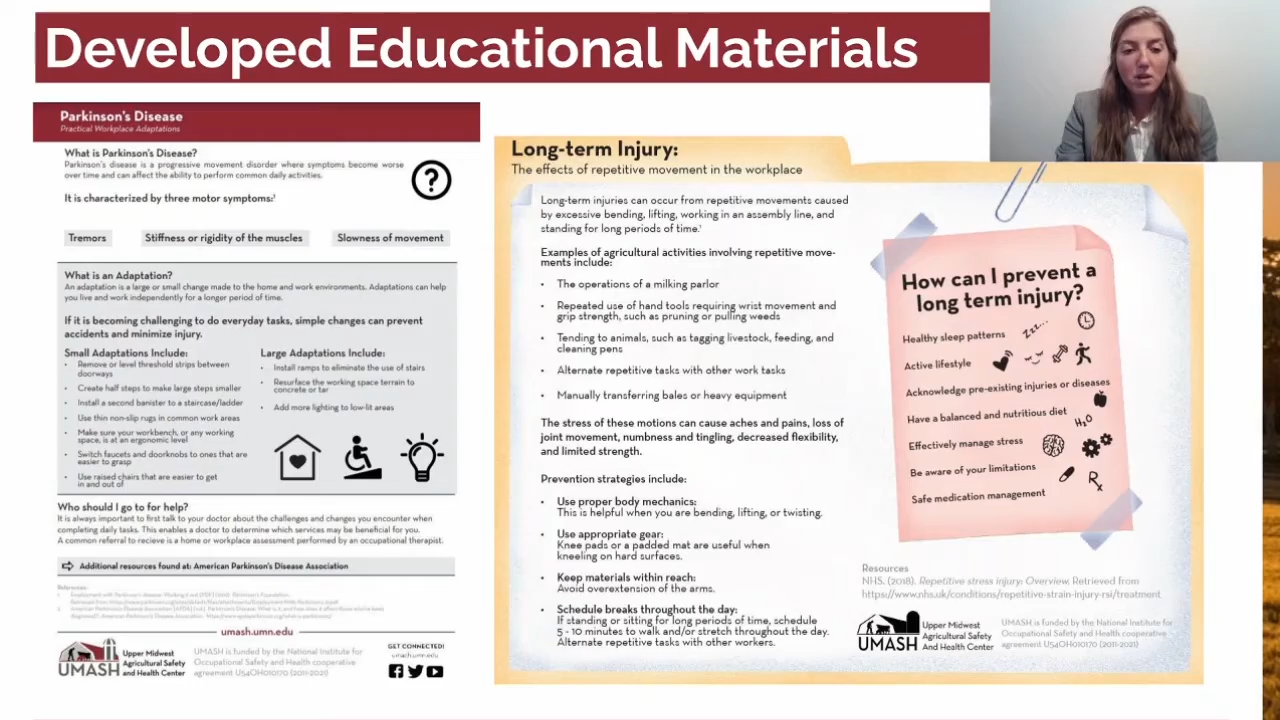 Developed Educational Materials
Parkinson's Disease
Practical Workplace Adaptations
What is Parkinson's Disease?
Parkinson's disease is a progressive movement disorder where symptoms become worse
over time and can affect the ability to perform common daily activities.
It is characterized by three motor symptoms:¹
Tremors
Stiffness or rigidity of the muscles
Slowness of movement
What is an Adaptation?
An adaptation is a large or small change made to the home and work environments. Adaptations can help
you live and work independently for a longer period of time.
If it is becoming challenging to do everyday tasks, simple changes can prevent
accidents and minimize injury.
Small Adaptations Include:
• Remove or level threshold strips between
doorways
• Create half steps to make large steps smaller
• Install a second banister to a staircase/ladder
• Use thin non-slip rugs in common work areas
• Make sure your workbench, or any working
space, is at an ergonomic level
• Switch faucets and doorknobs to ones that are
easier to grasp
• Use raised chairs that are easier to get
in and out of
Large Adaptations Include:
• Install ramps to eliminate the use of stairs
• Resurface the working space terrain to
concrete or tar
• Add more lighting to low-lit areas
Who should I go to for help?
It is always important to first talk to your doctor about the challenges and changes you encounter when
completing daily tasks. This enables a doctor to determine which services may be beneficial for you.
A common referral to recieve is a home or workplace assessment performed by an occupational therapist.
Additional resources found at: American Parkinson's Disease Association
References:
umash.umn.edu
UMASH
Upper Midwest
Agricultural Safety
and Health Center
UMASH is funded by the National Institute for
Occupational Safety and Health cooperative
agreement U54OH010170 (2011-2021)
GET CONNECTED!
umash.umn.edu
Long-term Injury:
The effects of repetitive movement in the workplace
Long-term injuries can occur from repetitive movements caused
by excessive bending, lifting, working in an assembly line, and
standing for long periods of time.¹
Examples of agricultural activities involving repetitive move-
ments include:
• The operations of a milking parlor
• Repeated use of hand tools requiring wrist movement and
grip strength, such as pruning or pulling weeds
• Tending to animals, such as tagging livestock, feeding, and
cleaning pens
• Alternate repetitive tasks with other work tasks
• Manually transferring bales or heavy equipment
The stress of these motions can cause aches and pains, loss of
joint movement, numbness and tingling, decreased flexibility,
and limited strength.
Prevention strategies include:
• Use proper body mechanics:
This is helpful when you are bending, lifting, or twisting.
• Use appropriate gear:
Knee pads or a padded mat are useful when
kneeling on hard surfaces.
• Keep materials within reach:
Avoid overextension of the arms.
• Schedule breaks throughout the day:
If standing or sitting for long periods of time, schedule
5 - 10 minutes to walk and/or stretch throughout the day.
Alternate repetitive tasks with other workers.
How can I prevent a
long term injury?
Healthy sleep patterns
zzz...
Active lifestyle
Acknowledge pre-existing injuries or diseases
Have a balanced and nutritious diet
H₂O
Effectively manage stress
Be aware of your limitations
Safe medication management
Rx
Resources
NHS. (2018). Repetitive stress injury: Overview. Retrieved from
https://www.nhs.uk/conditions/repetitive-strain-injury-rsi/treatment
UMASH
Upper Midwest
Agricultural Safety
and Health Center
UMASH is funded by the National Institute for
Occupational Safety and Health cooperative
agreement U54OH010170 (2011-2021)